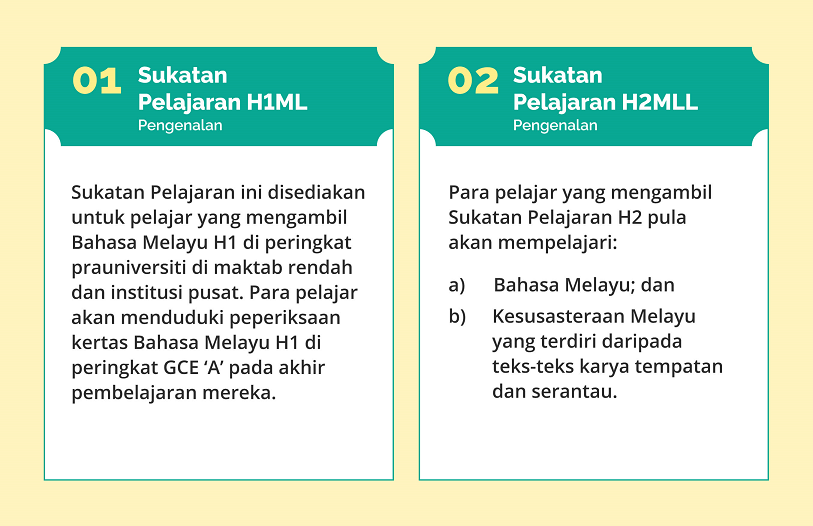 01
Sukatan
Pelajaran H1ML
Pengenalan
Sukatan Pelajaran ini disediakan
untuk pelajar yang mengambil
Bahasa Melayu H1 di peringkat
prauniversiti di maktab rendah
dan institusi pusat. Para pelajar
akan menduduki peperiksaan
kertas Bahasa Melayu H1 di
peringkat GCE ‘A’ pada akhir
pembelajaran mereka.
02
Sukatan
Pelajaran H2MLL
Pengenalan
Para pelajar yang mengambil
Sukatan Pelajaran H2 pula
akan mempelajari:
a) Bahasa Melayu; dan
b) Kesusasteraan Melayu
yang terdiri daripada
teks-teks karya tempatan
dan serantau.